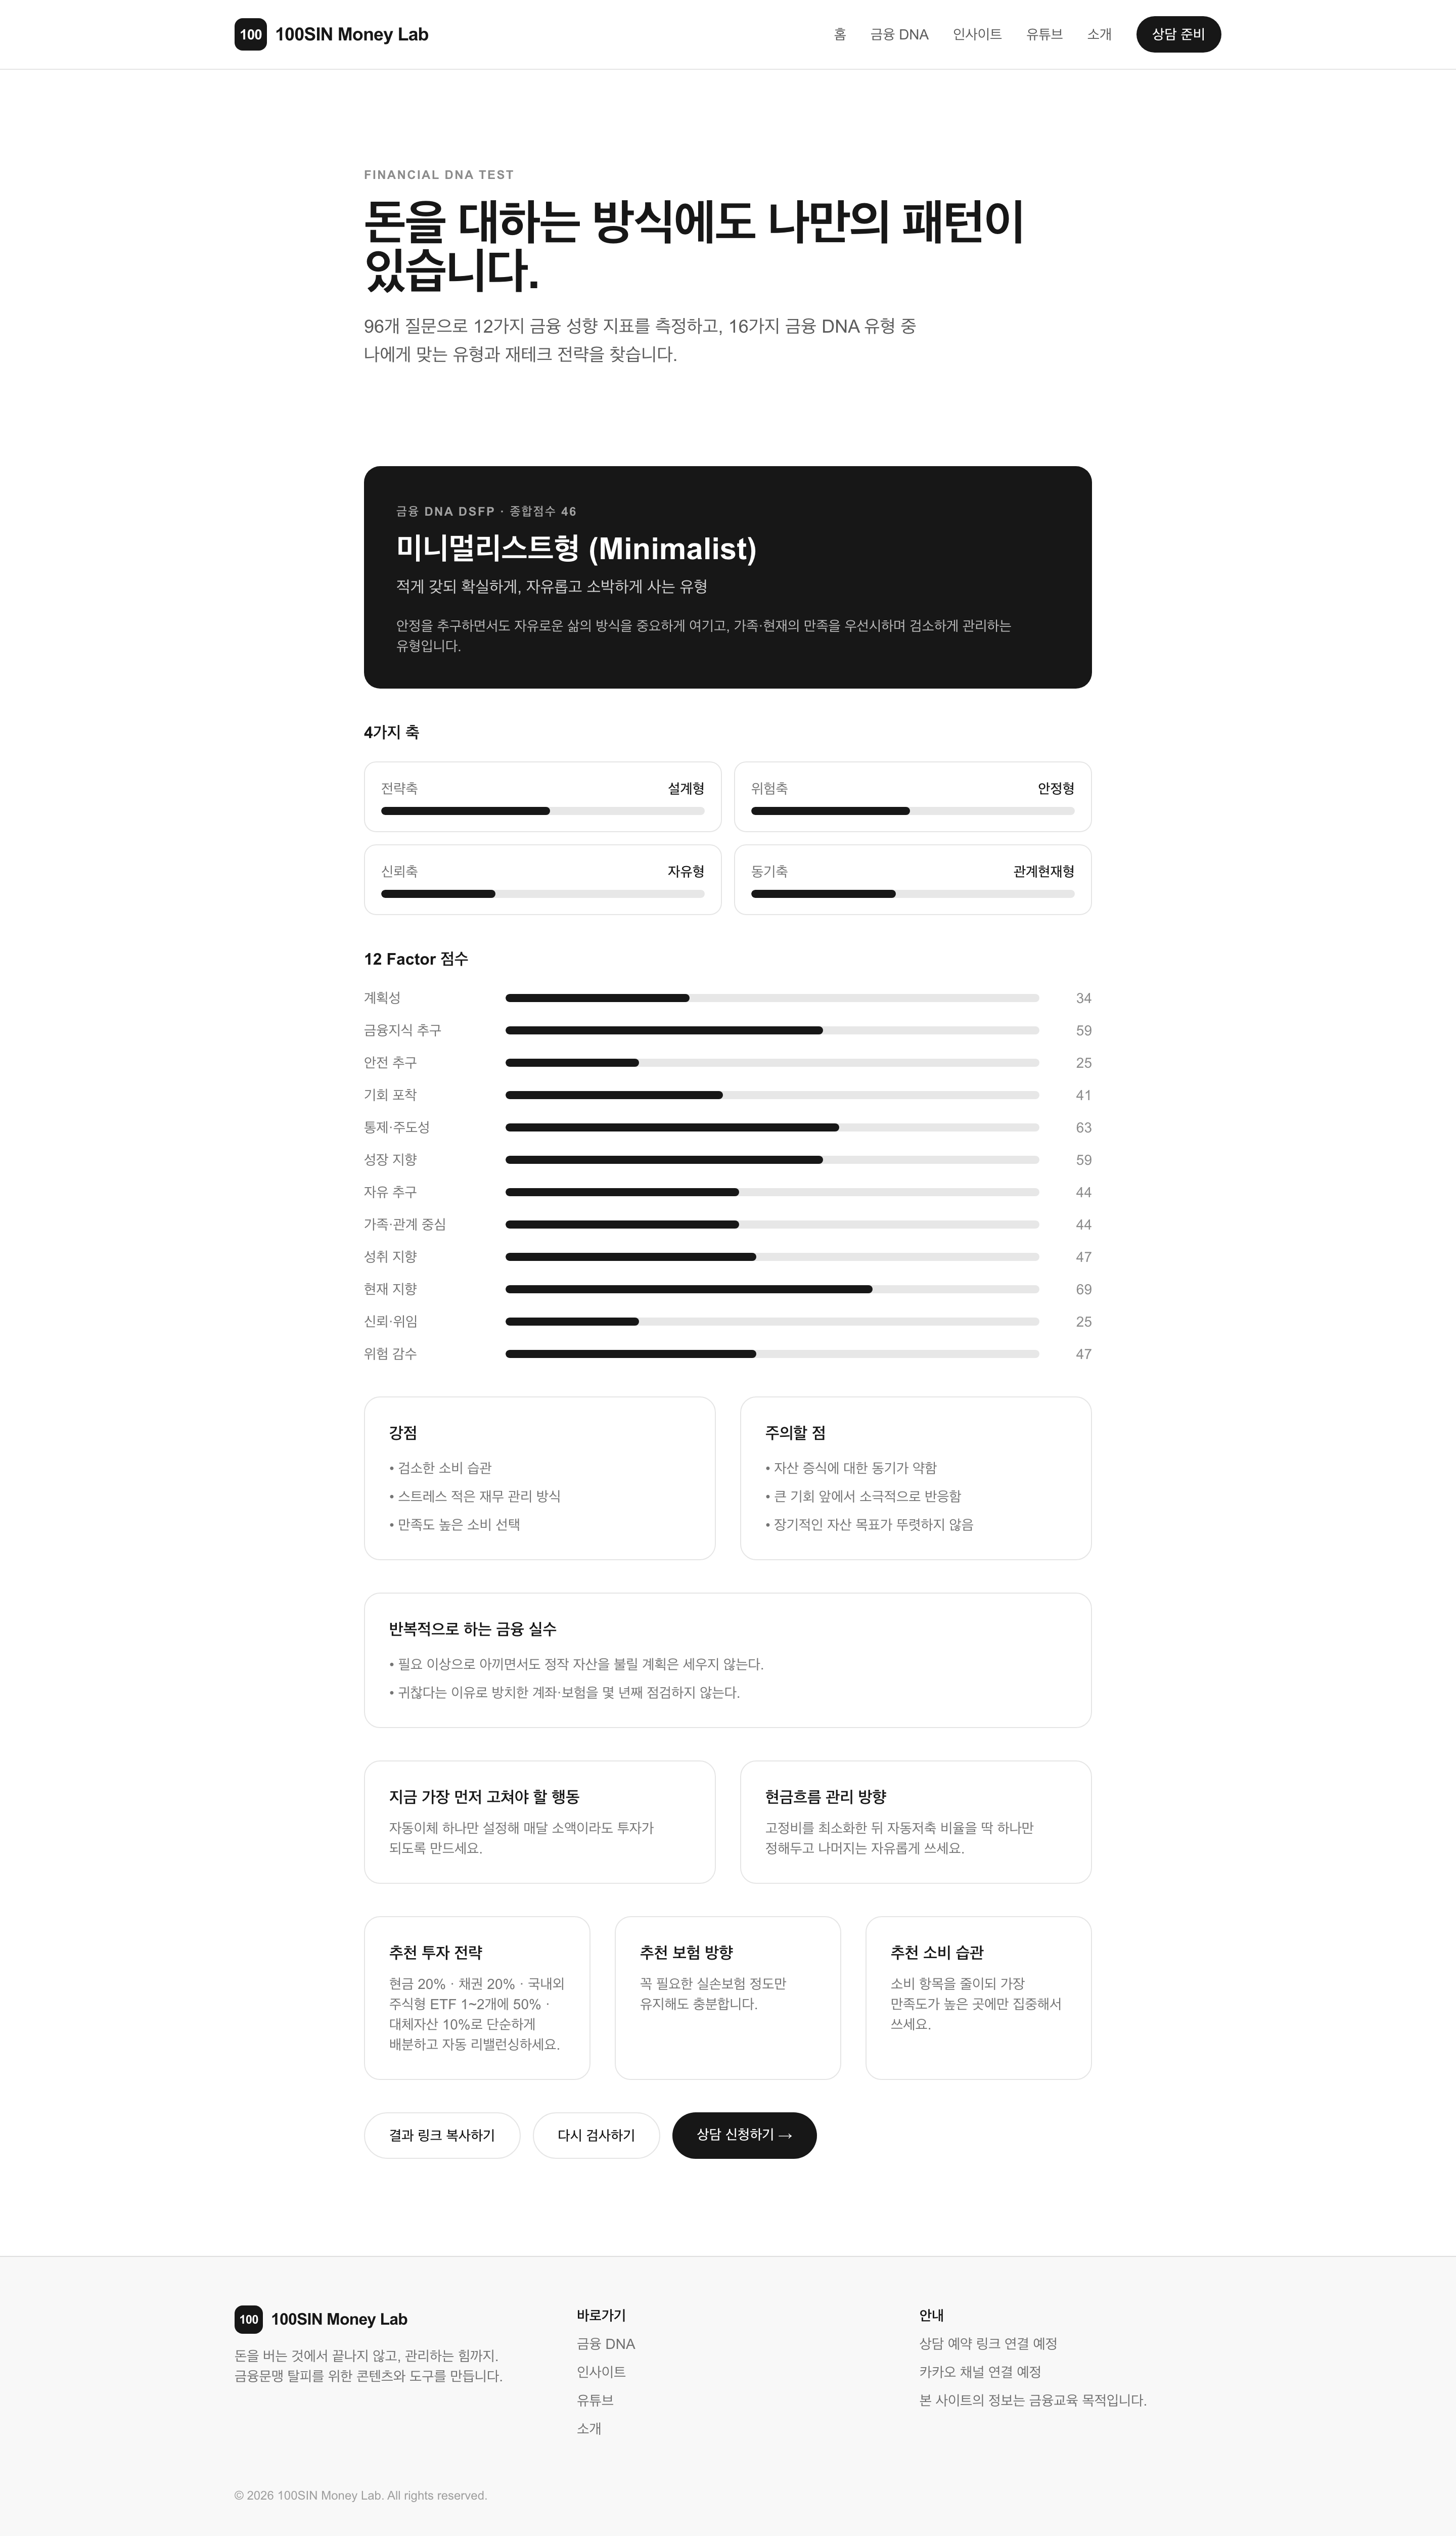 100 100SIN Money Lab
홈 금융 DNA 인사이트 유튜브 소개 상담 준비
FINANCIAL DNA TEST
돈을 대하는 방식에도 나만의 패턴이
있습니다.
96개 질문으로 12가지 금융 성향 지표를 측정하고, 16가지 금융 DNA 유형 중
나에게 맞는 유형과 재테크 전략을 찾습니다.
금융 DNA DSFP · 종합점수 46
미니멀리스트형 (Minimalist)
적게 갖되 확실하게, 자유롭고 소박하게 사는 유형
안정을 추구하면서도 자유로운 삶의 방식을 중요하게 여기고, 가족·현재의 만족을 우선시하며 검소하게 관리하는
유형입니다.
4가지 축
전략축 설계형
위험축 안정형
신뢰축 자유형
동기축 관계현재형
12 Factor 점수
계획성 34
금융지식 추구 59
안전 추구 25
기회 포착 41
통제·주도성 63
성장 지향 59
자유 추구 44
가족·관계 중심 44
성취 지향 47
현재 지향 69
신뢰·위임 25
위험 감수 47
강점
• 검소한 소비 습관
• 스트레스 적은 재무 관리 방식
• 만족도 높은 소비 선택
주의할 점
• 자산 증식에 대한 동기가 약함
• 큰 기회 앞에서 소극적으로 반응함
• 장기적인 자산 목표가 뚜렷하지 않음
반복적으로 하는 금융 실수
• 필요 이상으로 아끼면서도 정작 자산을 불릴 계획은 세우지 않는다.
• 귀찮다는 이유로 방치한 계좌·보험을 몇 년째 점검하지 않는다.
지금 가장 먼저 고쳐야 할 행동
자동이체 하나만 설정해 매달 소액이라도 투자가
되도록 만드세요.
현금흐름 관리 방향
고정비를 최소화한 뒤 자동저축 비율을 딱 하나만
정해두고 나머지는 자유롭게 쓰세요.
추천 투자 전략
현금 20% · 채권 20% · 국내외
주식형 ETF 1~2개에 50% ·
대체자산 10%로 단순하게
배분하고 자동 리밸런싱하세요.
추천 보험 방향
꼭 필요한 실손보험 정도만
유지해도 충분합니다.
추천 소비 습관
소비 항목을 줄이되 가장
만족도가 높은 곳에만 집중해서
쓰세요.
결과 링크 복사하기
다시 검사하기
상담 신청하기 →
100 100SIN Money Lab
돈을 버는 것에서 끝나지 않고, 관리하는 힘까지.
금융문맹 탈피를 위한 콘텐츠와 도구를 만듭니다.
바로가기
금융 DNA
인사이트
유튜브
소개
안내
상담 예약 링크 연결 예정
카카오 채널 연결 예정
본 사이트의 정보는 금융교육 목적입니다.
© 2026 100SIN Money Lab. All rights reserved.